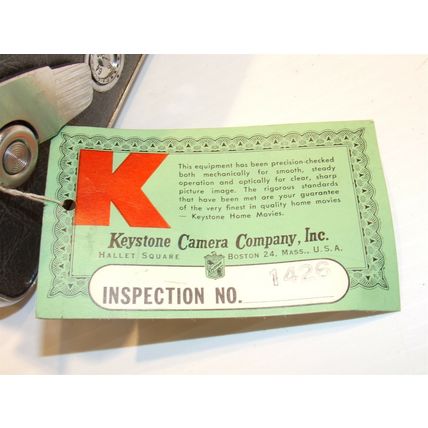 K
This equipment has been precision-checked
both mechanically for smooth, steady
operation and optically for clear, sharp
picture image. The rigorous standards
that have been met are your guarantee
of the very finest in quality home movies
— Keystone Home Movies.
Keystone Camera Company, Inc.
HALLET SQUARE BOSTON 24, MASS., U.S.A.
INSPECTION NO. 1426